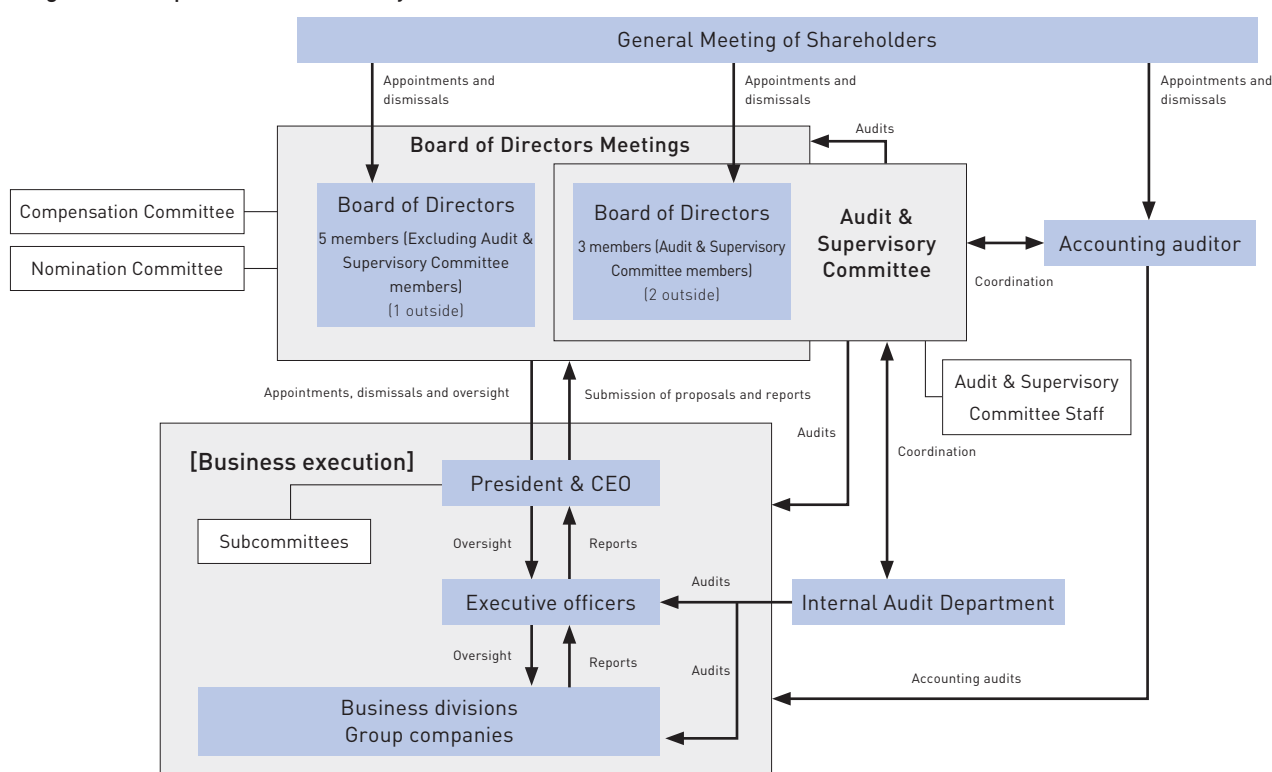 General Meeting of Shareholders
Appointments and
dismissals
Appointments and
dismissals
Appointments and
dismissals
Audits
Board of Directors Meetings
Compensation Committee
Nomination Committee
Board of Directors
5 members (Excluding Audit &
Supervisory Committee
members)
(1 outside)
Board of Directors
3 members (Audit & Supervisory
Committee members)
(2 outside)
Audit &
Supervisory
Committee
Accounting auditor
Coordination
Appointments, dismissals and oversight
Submission of proposals and reports
Audit & Supervisory
Committee Staff
Audits
Coordination
[Business execution]
President & CEO
Subcommittees
Oversight
Reports
Executive officers
Audits
Internal Audit Department
Oversight
Reports
Audits
Accounting audits
Business divisions
Group companies